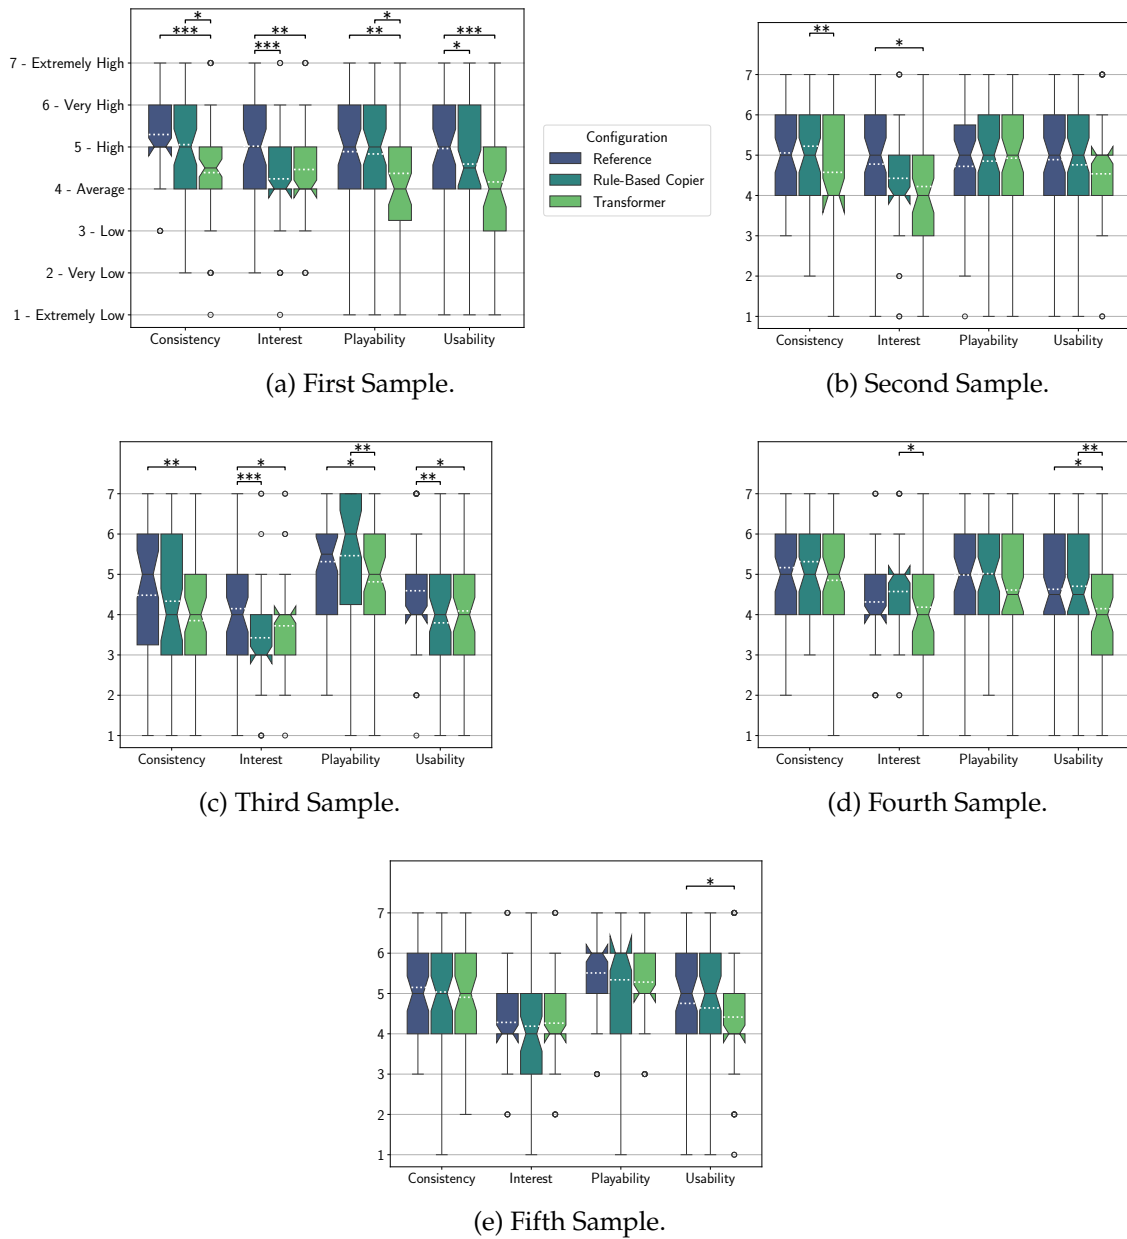 * *
*** ** ** ***
*** *
7 - Extremely High
6 - Very High
5 - High
4 - Average
3 - Low
2 - Very Low
1 - Extremely Low
Consistency Interest Playability Usability
(a) First Sample.
Configuration
Reference
Rule-Based Copier
Transformer
**
*
7
6
5
4
3
2
1
Consistency Interest Playability Usability
(b) Second Sample.
**
** * * *
*** **
7
6
5
4
3
2
1
Consistency Interest Playability Usability
(c) Third Sample.
* **
*
7
6
5
4
3
2
1
Consistency Interest Playability Usability
(d) Fourth Sample.
*
7
6
5
4
3
2
1
Consistency Interest Playability Usability
(e) Fifth Sample.